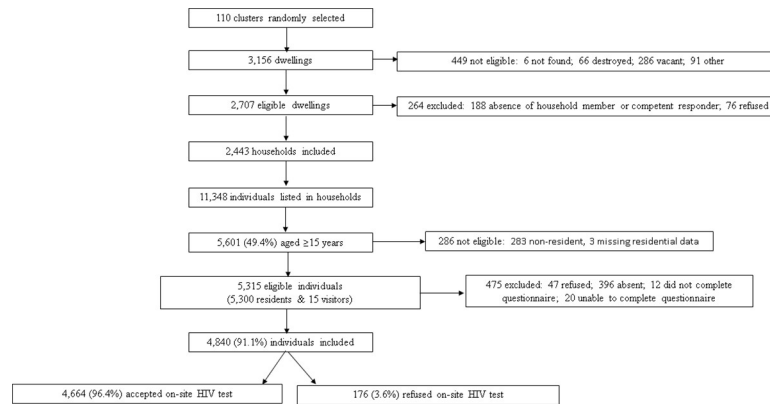 110 clusters randomly selected
3,156 dwellings
449 not eligible: 6 not found; 66 destroyed; 286 vacant; 91 other
2,707 eligible dwellings
264 excluded: 188 absence of household member or competent responder; 76 refused
2,443 households included
11,348 individuals listed in households
5,601 (49.4%) aged ≥15 years
286 not eligible: 283 non-resident, 3 missing residential data
5,315 eligible individuals
(5,300 residents & 15 visitors)
475 excluded: 47 refused; 396 absent; 12 did not complete
questionnaire; 20 unable to complete questionnaire
4,840 (91.1%) individuals included
4,664 (96.4%) accepted on-site HIV test
176 (3.6%) refused on-site HIV test